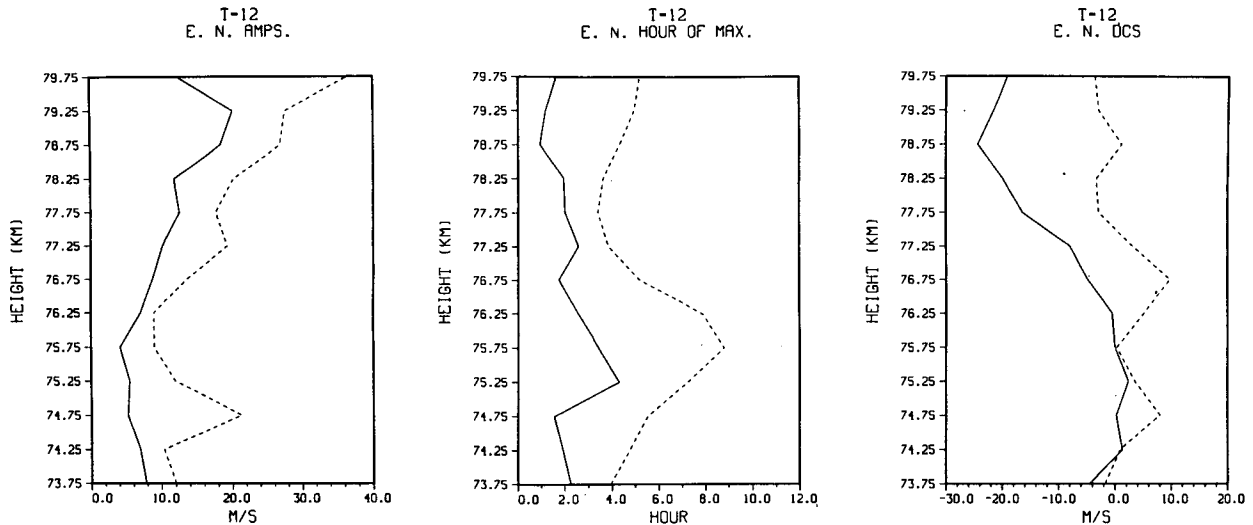 T-12
E. N. AMPS.
HEIGHT (KM)
79.75
79.25
78.75
78.25
77.75
77.25
76.75
76.25
75.75
75.25
74.75
74.25
73.75
0.0 10.0 20.0 30.0 40.0
M/S
T-12
E. N. HOUR OF MAX.
HEIGHT (KM)
79.75
79.25
78.75
78.25
77.75
77.25
76.75
76.25
75.75
75.25
74.75
74.25
73.75
0.0 2.0 4.0 6.0 8.0 10.0 12.0
HOUR
T-12
E. N. DCS
HEIGHT (KM)
79.75
79.25
78.75
78.25
77.75
77.25
76.75
76.25
75.75
75.25
74.75
74.25
73.75
-30.0 -20.0 -10.0 0.0 10.0 20.0
M/S